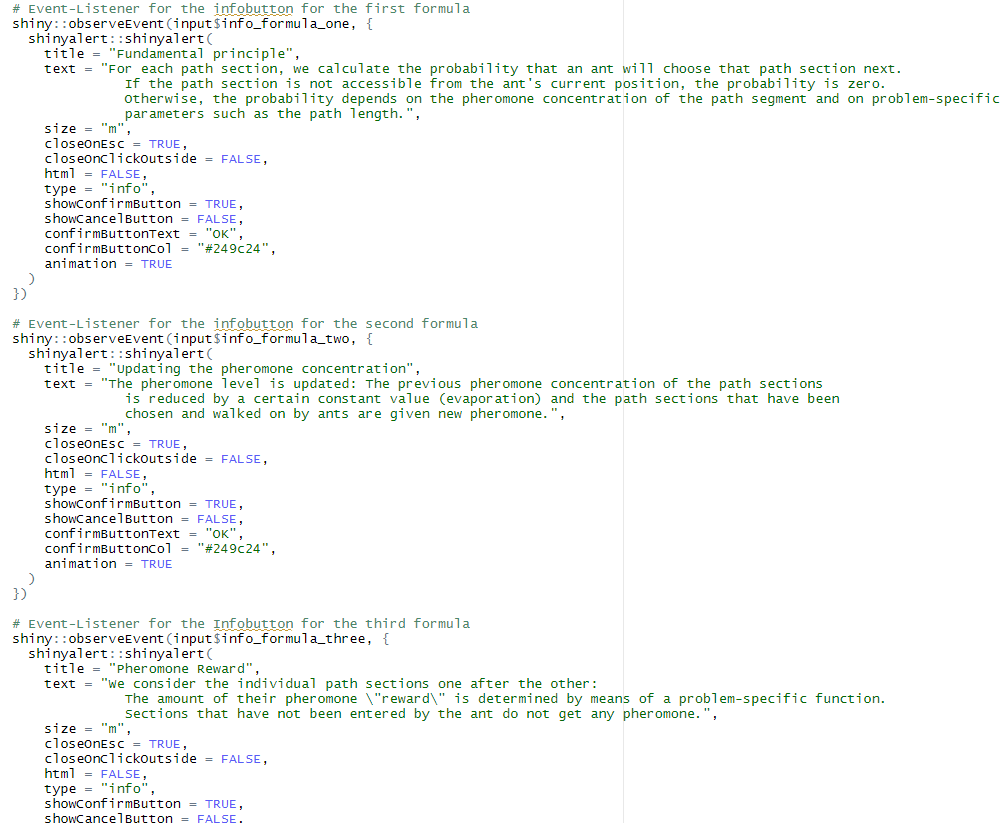 # Event-Listener for the infobutton for the first formula
shiny::observeEvent(input$info_formula_one, {
  shinyalert::shinyalert(
    title = "Fundamental principle",
    text = "For each path section, we calculate the probability that an ant will choose that path section next.
              If the path section is not accessible from the ant's current position, the probability is zero.
              Otherwise, the probability depends on the pheromone concentration of the path segment and on problem-specific
              parameters such as the path length.",
    size = "m",
    closeOnEsc = TRUE,
    closeOnClickOutside = FALSE,
    html = FALSE,
    type = "info",
    showConfirmButton = TRUE,
    showCancelButton = FALSE,
    confirmButtonText = "OK",
    confirmButtonCol = "#249c24",
    animation = TRUE
  )
})
# Event-Listener for the infobutton for the second formula
shiny::observeEvent(input$info_formula_two, {
  shinyalert::shinyalert(
    title = "Updating the pheromone concentration",
    text = "The pheromone level is updated: The previous pheromone concentration of the path sections
              is reduced by a certain constant value (evaporation) and the path sections that have been
              chosen and walked on by ants are given new pheromone.",
    size = "m",
    closeOnEsc = TRUE,
    closeOnClickOutside = FALSE,
    html = FALSE,
    type = "info",
    showConfirmButton = TRUE,
    showCancelButton = FALSE,
    confirmButtonText = "OK",
    confirmButtonCol = "#249c24",
    animation = TRUE
  )
})
# Event-Listener for the Infobutton for the third formula
shiny::observeEvent(input$info_formula_three, {
  shinyalert::shinyalert(
    title = "Pheromone Reward",
    text = "We consider the individual path sections one after the other:
              The amount of their pheromone \"reward\" is determined by means of a problem-specific function.
              Sections that have not been entered by the ant do not get any pheromone.",
    size = "m",
    closeOnEsc = TRUE,
    closeOnClickOutside = FALSE,
    html = FALSE,
    type = "info",
    showConfirmButton = TRUE,
    showCancelButton = FALSE,